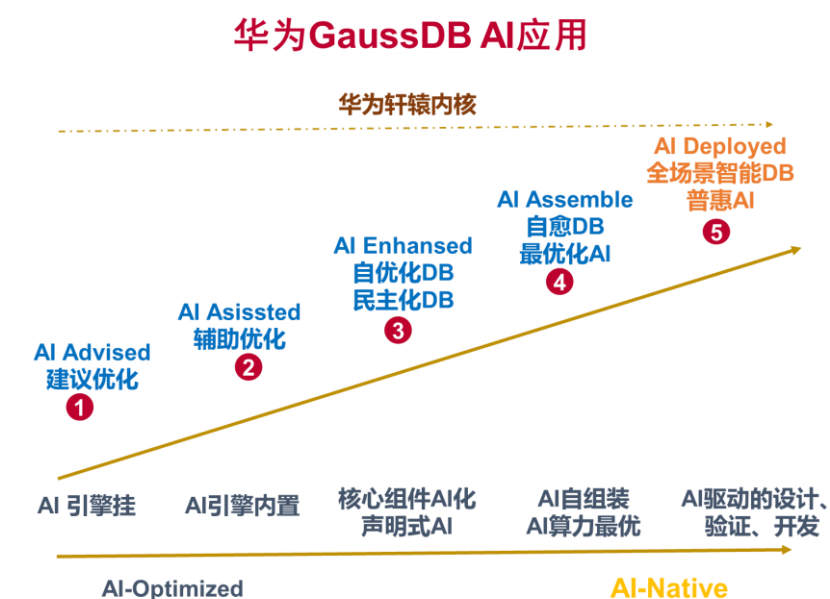 华为GaussDB AI应用
华为轩辕内核
AI Deployed
全场景智能DB
普惠AI
5
AI Assemble
自愈DB
最优化AI
4
AI Enhansed
自优化DB
民主化DB
3
AI Asissted
辅助优化
2
AI Advised
建议优化
1
AI 引擎挂
AI引擎内置
核心组件AI化
声明式AI
AI自组装
AI算力最优
AI驱动的设计、
验证、开发
AI-Optimized
AI-Native